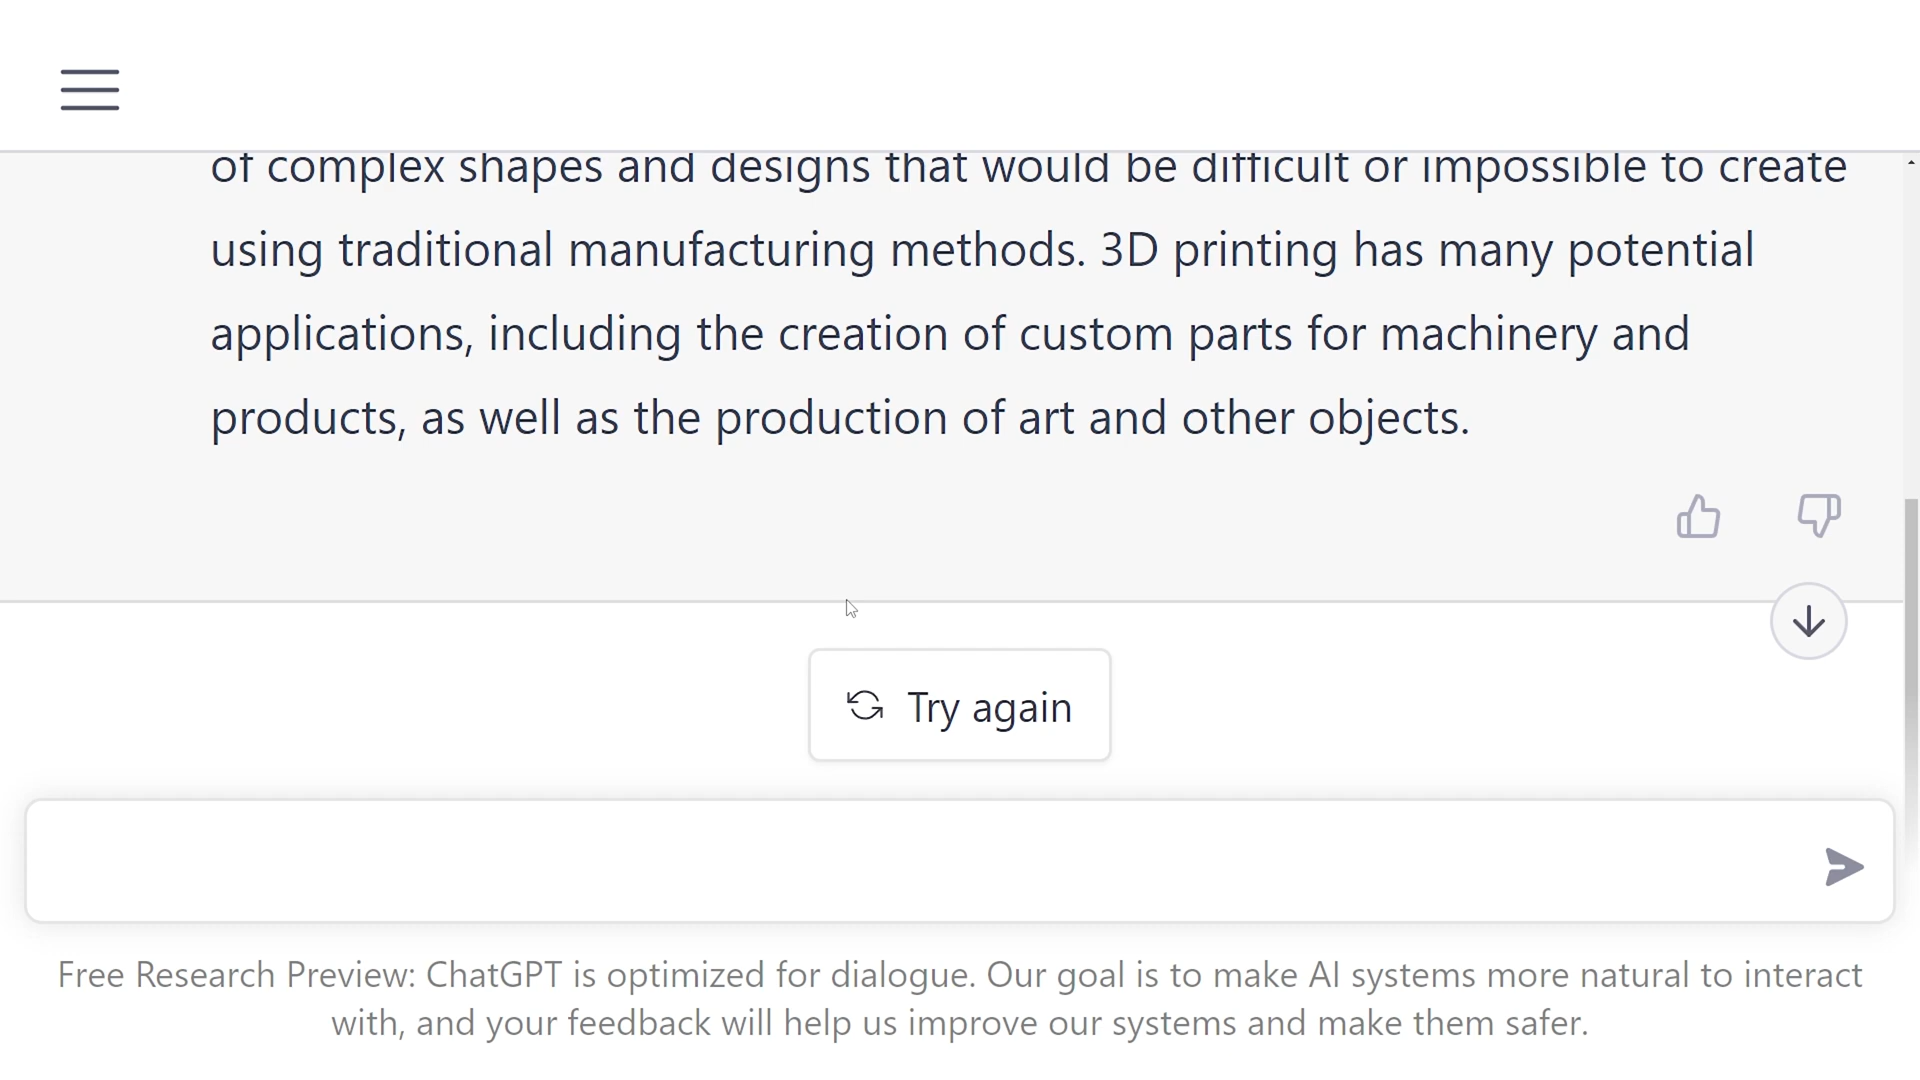 of complex shapes and designs that would be difficult or impossible to create
using traditional manufacturing methods. 3D printing has many potential
applications, including the creation of custom parts for machinery and
products, as well as the production of art and other objects.
Try again
Free Research Preview: ChatGPT is optimized for dialogue. Our goal is to make AI systems more natural to interact
with, and your feedback will help us improve our systems and make them safer.